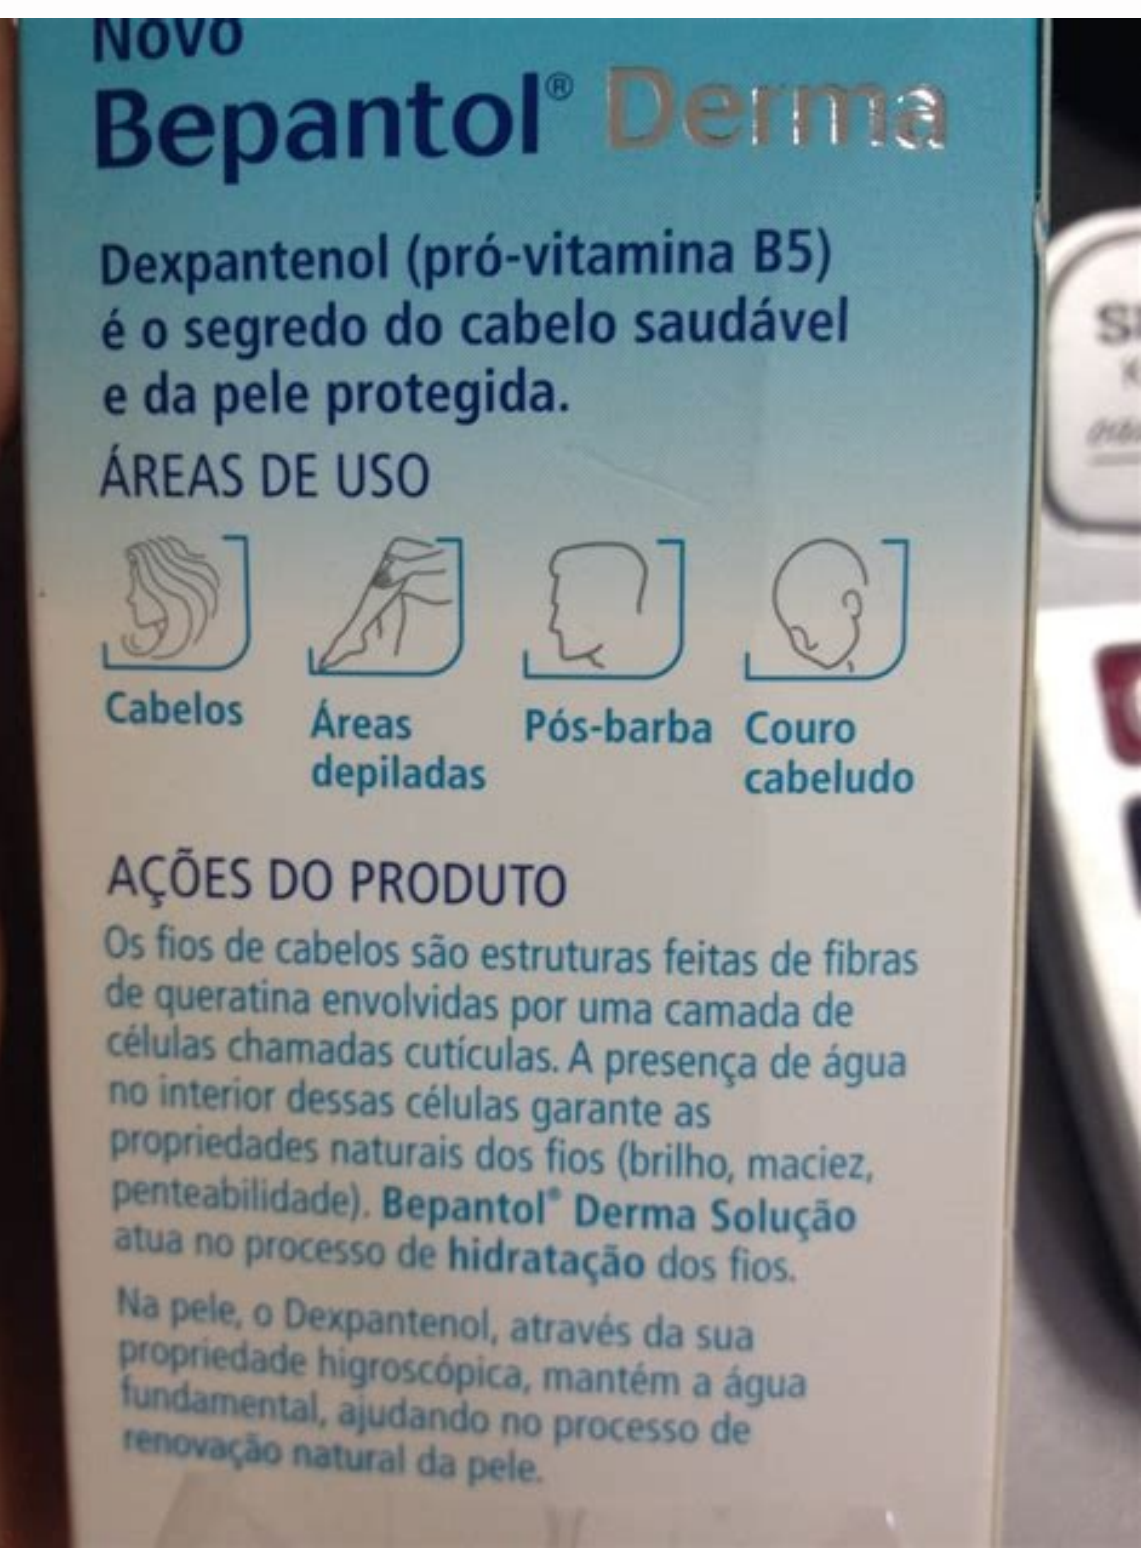 Novo
Bepantol® Derma
Dexpantenol (pró-vitamina B5)
é o segredo do cabelo saudável
e da pele protegida.
ÁREAS DE USO
Cabelos
Áreas
depiladas
Pós-barba
Couro
cabeludo
AÇÕES DO PRODUTO
Os fios de cabelos são estruturas feitas de fibras
de queratina envolvidas por uma camada de
células chamadas cutículas. A presença de água
no interior dessas células garante as
propriedades naturais dos fios (brilho, maciez,
penteabilidade). Bepantol® Derma Solução
atua no processo de hidratação dos fios.
Na pele, o Dexpantenol, através da sua
propriedade higroscópica, mantém a água
fundamental, ajudando no processo de
renovação natural da pele.